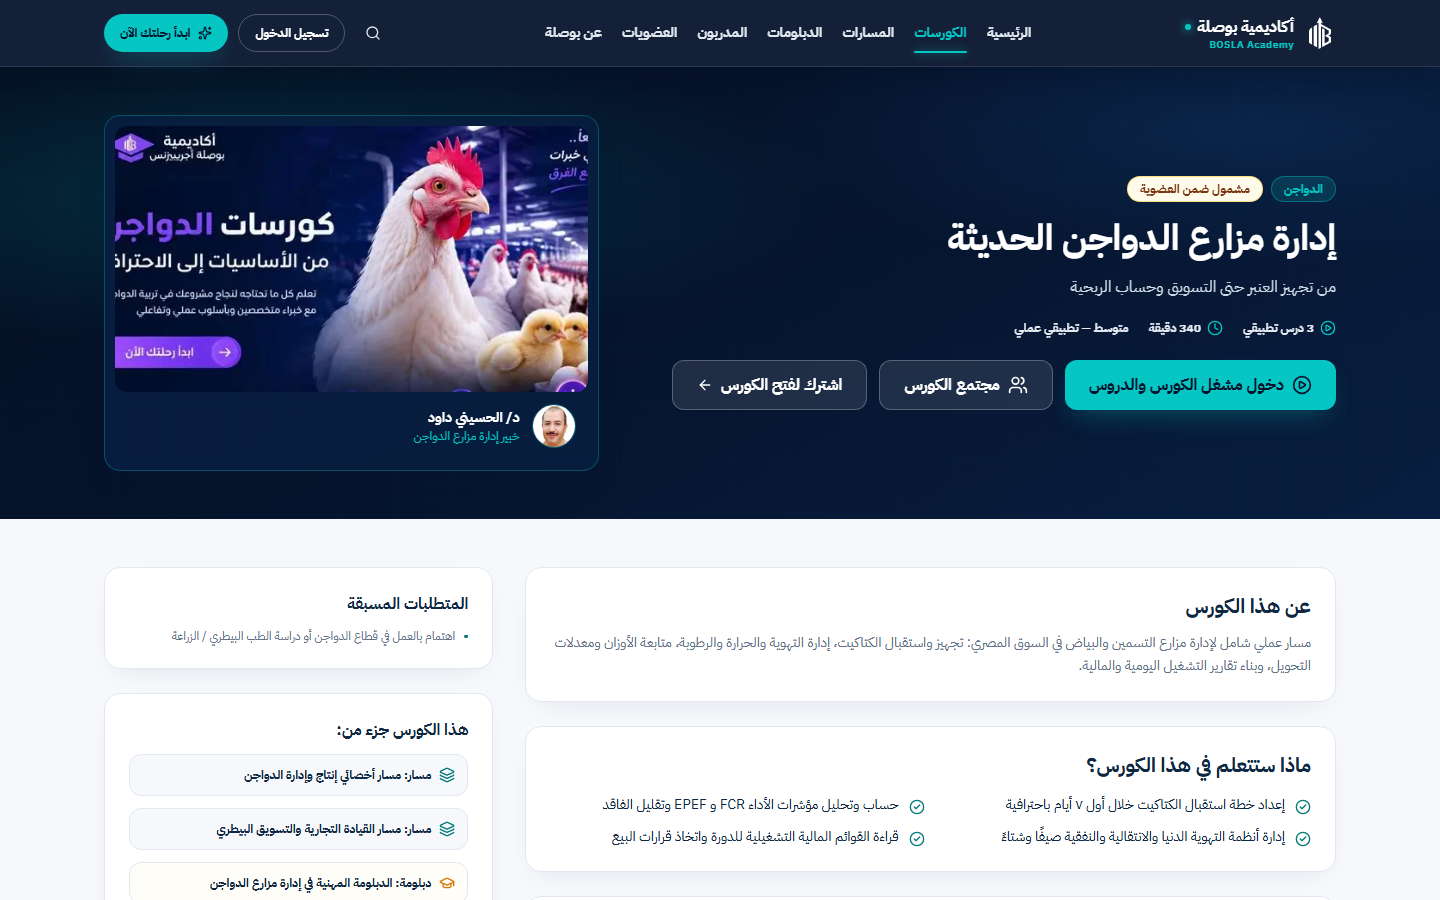 أكاديمية بوصلة
BOSLA Academy
الرئيسية
الكورسات
المسارات
الدبلومات
المدربون
العضويات
عن بوصلة
تسجيل الدخول
ابدأ رحلتك الآن
الدواجن
مشمول ضمن العضوية
إدارة مزارع الدواجن الحديثة
من تجهيز العنبر حتى التسويق وحساب الربحية
3 درس تطبيقي
340 دقيقة
متوسط — تطبيقي عملي
دخول مشغل الكورس والدروس
مجتمع الكورس
اشترك لفتح الكورس
أكاديمية
بوصلة أجريبيزنس
خبرات
الفرق
كورسات
من الأساسيات إلى
تعلم كل ما تحتاجه لنجاح مشروعك في تربية
مع خبراء متخصصين وبأسلوب عملي وتفاعلي
ابدأ رحلتك الآن
د/ الحسيني داود
خبير إدارة مزارع الدواجن
عن هذا الكورس
مسار عملي شامل لإدارة مزارع التسمين والبياض في السوق المصري: تجهيز واستقبال الكتاكيت، إدارة التهوية والحرارة والرطوبة، متابعة الأوزان ومعدلات
التحويل، وبناء تقارير التشغيل اليومية والمالية.
ماذا ستتعلم في هذا الكورس؟
إعداد خطة استقبال الكتاكيت خلال أول ٧ أيام باحترافية
حساب وتحليل مؤشرات الأداء FCR و EPEF وتقليل الفاقد
إدارة أنظمة التهوية الدنيا والانتقالية والنفقية صيفًا وشتاءً
قراءة القوائم المالية التشغيلية للدورة واتخاذ قرارات البيع
المتطلبات المسبقة
• اهتمام بالعمل في قطاع الدواجن أو دراسة الطب البيطري / الزراعة
هذا الكورس جزء من:
مسار: مسار أخصائي إنتاج وإدارة الدواجن
مسار: مسار القيادة التجارية والتسويق البيطري
دبلومة: الدبلومة المهنية في إدارة مزارع الدواجن